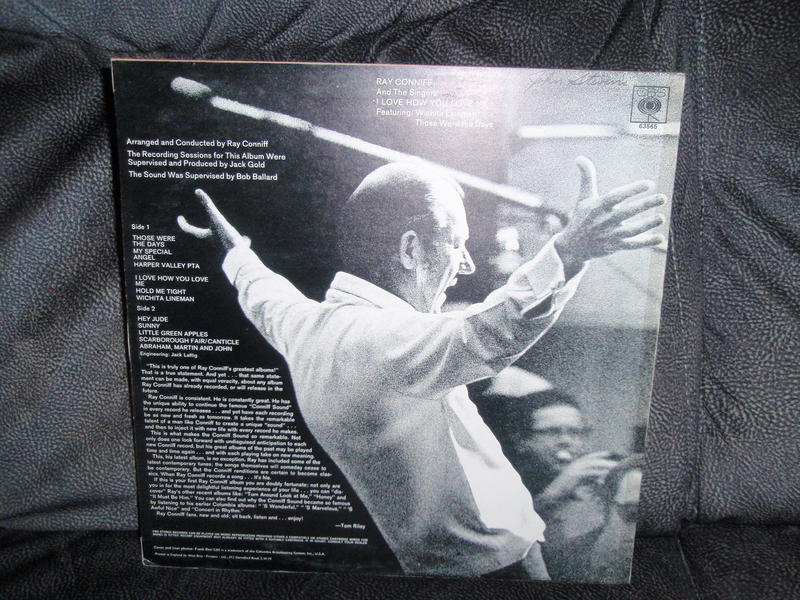 RAY CONNIFF
And The Singers
I LOVE HOW YOU LOVE ME
Featuring: Wichita Lineman
Those Were the Days
CBS
63565
Arranged and Conducted by Ray Conniff
The Recording Sessions for This Album Were
Supervised and Produced by Jack Gold
The Sound Was Supervised by Bob Ballard
Side 1
THOSE WERE
THE DAYS
MY SPECIAL
ANGEL
HARPER VALLEY PTA
I LOVE HOW YOU LOVE
ME
HOLD ME TIGHT
WICHITA LINEMAN
Side 2
HEY JUDE
SUNNY
LITTLE GREEN APPLES
SCARBOROUGH FAIR/CANTICLE
ABRAHAM, MARTIN AND JOHN
Engineering: Jack Lattig
"This is truly one of Ray Conniff's greatest albums!"
That is a true statement. And yet . . . that same state-
ment can be made, with equal veracity, about any album
Ray Conniff has already recorded, or will release in the
future.
Ray Conniff is consistent. He is constantly great. He has
the unique ability to continue the famous "Conniff Sound"
in every record he releases . . . and yet have each recording
be as new and fresh as tomorrow. It takes the remarkable
talent of a man like Conniff to create a unique "sound" . . .
and then to inject it with new life with every record he makes.
This is what makes the Conniff Sound so remarkable. Not
only does one look forward with undisguised anticipation to each
new Conniff record, but his great albums of the past may be played
time and time again . . . and with each playing take on new meaning.
This, his latest album, is no exception. Ray has included some of the
latest contemporary tunes; the songs themselves will someday cease to
be contemporary. But the Conniff renditions are certain to become clas-
sics. When Ray Conniff records a song . . . it's his.
If this is your first Ray Conniff album you are doubly fortunate: not only are
you in for the most delightful listening experience of your life . . . you can "dis-
cover" Ray's other recent albums like: "Turn Around Look at Me," "Honey" and
"It Must Be Him." You can also find out why the Conniff Sound became so famous
by listening to his earlier Columbia albums: "'S Wonderful," "'S Marvelous," "'S
Awful Nice" and "Concert in Rhythm."
Ray Conniff fans, new and old; sit back, listen and . . . enjoy!
—Tom Riley